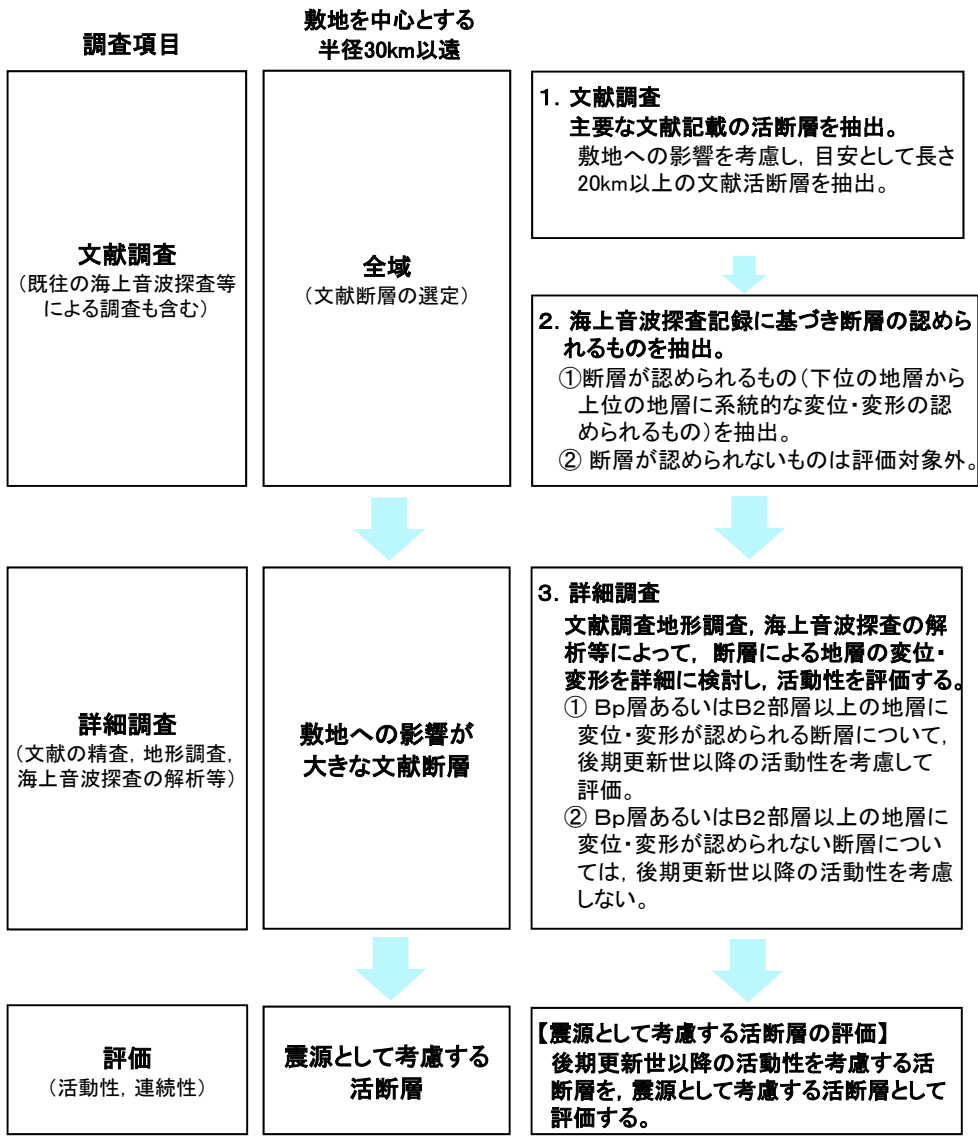 調査項目
敷地を中心とする
半径30km以遠
文献調査
(既往の海上音波探査等
による調査も含む)
全域
(文献断層の選定)
1. 文献調査
主要な文献記載の活断層を抽出。
敷地への影響を考慮し, 目安として長さ
20km以上の文献活断層を抽出。
2. 海上音波探査記録に基づき断層の認めら
れるものを抽出。
①断層が認められるもの(下位の地層から
上位の地層に系統的な変位・変形の認
められるもの)を抽出。
② 断層が認められないものは評価対象外。
詳細調査
(文献の精査, 地形調査,
海上音波探査の解析等)
敷地への影響が
大きな文献断層
3. 詳細調査
文献調査地形調査, 海上音波探査の解
析等によって, 断層による地層の変位・
変形を詳細に検討し, 活動性を評価する。
① Bp層あるいはB2部層以上の地層に
変位・変形が認められる断層について,
後期更新世以降の活動性を考慮して
評価。
② Bp層あるいはB2部層以上の地層に
変位・変形が認められない断層につい
ては, 後期更新世以降の活動性を考慮
しない。
評価
(活動性, 連続性)
震源として考慮する
活断層
【震源として考慮する活断層の評価】
後期更新世以降の活動性を考慮する活
断層を, 震源として考慮する活断層として
評価する。